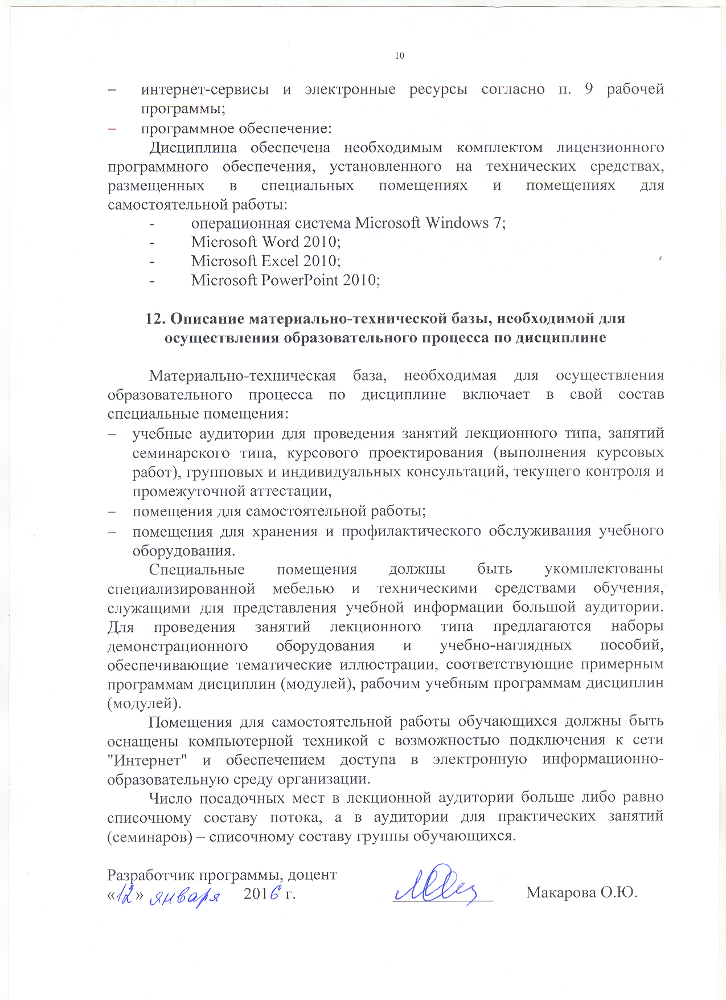 10
– интернет-сервисы и электронные ресурсы согласно п. 9 рабочей
программы;
– программное обеспечение:
Дисциплина обеспечена необходимым комплектом лицензионного
программного обеспечения, установленного на технических средствах,
размещенных в специальных помещениях и помещениях для
самостоятельной работы:
- операционная система Microsoft Windows 7;
- Microsoft Word 2010;
- Microsoft Excel 2010;
- Microsoft PowerPoint 2010;
12. Описание материально-технической базы, необходимой для
осуществления образовательного процесса по дисциплине
Материально-техническая база, необходимая для осуществления
образовательного процесса по дисциплине включает в свой состав
специальные помещения:
– учебные аудитории для проведения занятий лекционного типа, занятий
семинарского типа, курсового проектирования (выполнения курсовых
работ), групповых и индивидуальных консультаций, текущего контроля и
промежуточной аттестации,
– помещения для самостоятельной работы;
– помещения для хранения и профилактического обслуживания учебного
оборудования.
Специальные помещения должны быть укомплектованы
специализированной мебелью и техническими средствами обучения,
служащими для представления учебной информации большой аудитории.
Для проведения занятий лекционного типа предлагаются наборы
демонстрационного оборудования и учебно-наглядных пособий,
обеспечивающие тематические иллюстрации, соответствующие примерным
программам дисциплин (модулей), рабочим учебным программам дисциплин
(модулей).
Помещения для самостоятельной работы обучающихся должны быть
оснащены компьютерной техникой с возможностью подключения к сети
"Интернет" и обеспечением доступа в электронную информационно-
образовательную среду организации.
Число посадочных мест в лекционной аудитории больше либо равно
списочному составу потока, а в аудитории для практических занятий
(семинаров) – списочному составу группы обучающихся.
Разработчик программы, доцент
«12» января 2016 г. Макарова О.Ю.